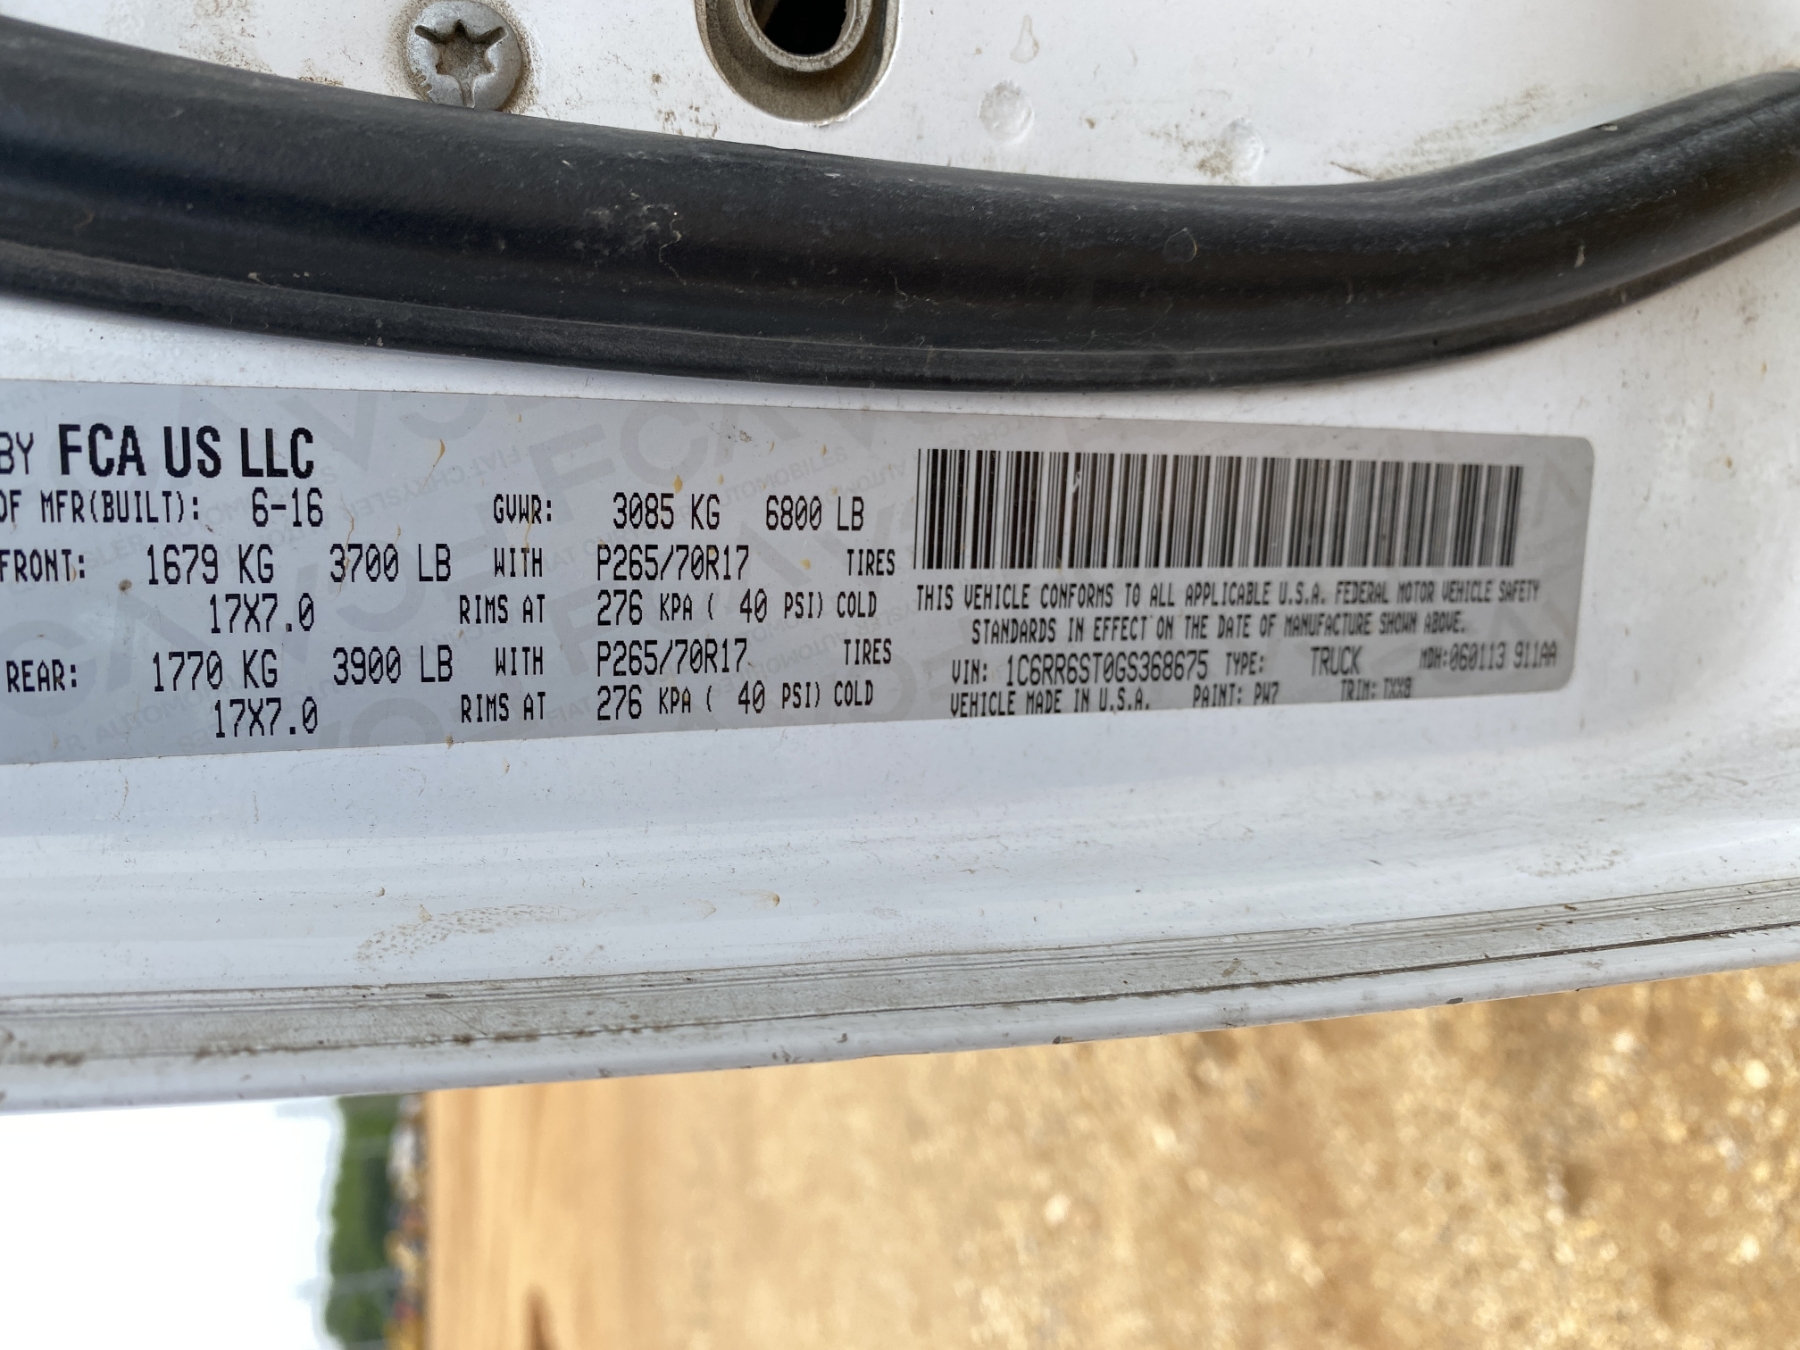 BY FCA US LLC
OF MFR(BUILT): 6-16 GVWR: 3085 KG 6800 LB
FRONT: 1679 KG 3700 LB WITH P265/70R17 TIRES
17X7.0 RIMS AT 276 KPA ( 40 PSI) COLD
REAR: 1770 KG 3900 LB WITH P265/70R17 TIRES
17X7.0 RIMS AT 276 KPA ( 40 PSI) COLD
THIS VEHICLE CONFORMS TO ALL APPLICABLE U.S.A. FEDERAL MOTOR VEHICLE SAFETY
STANDARDS IN EFFECT ON THE DATE OF MANUFACTURE SHOWN ABOVE.
VIN: 1C6RR6ST0GS368675 TYPE: TRUCK MDH:060113 911AA
VEHICLE MADE IN U.S.A. PAINT: PW7 TRIM: TXX8